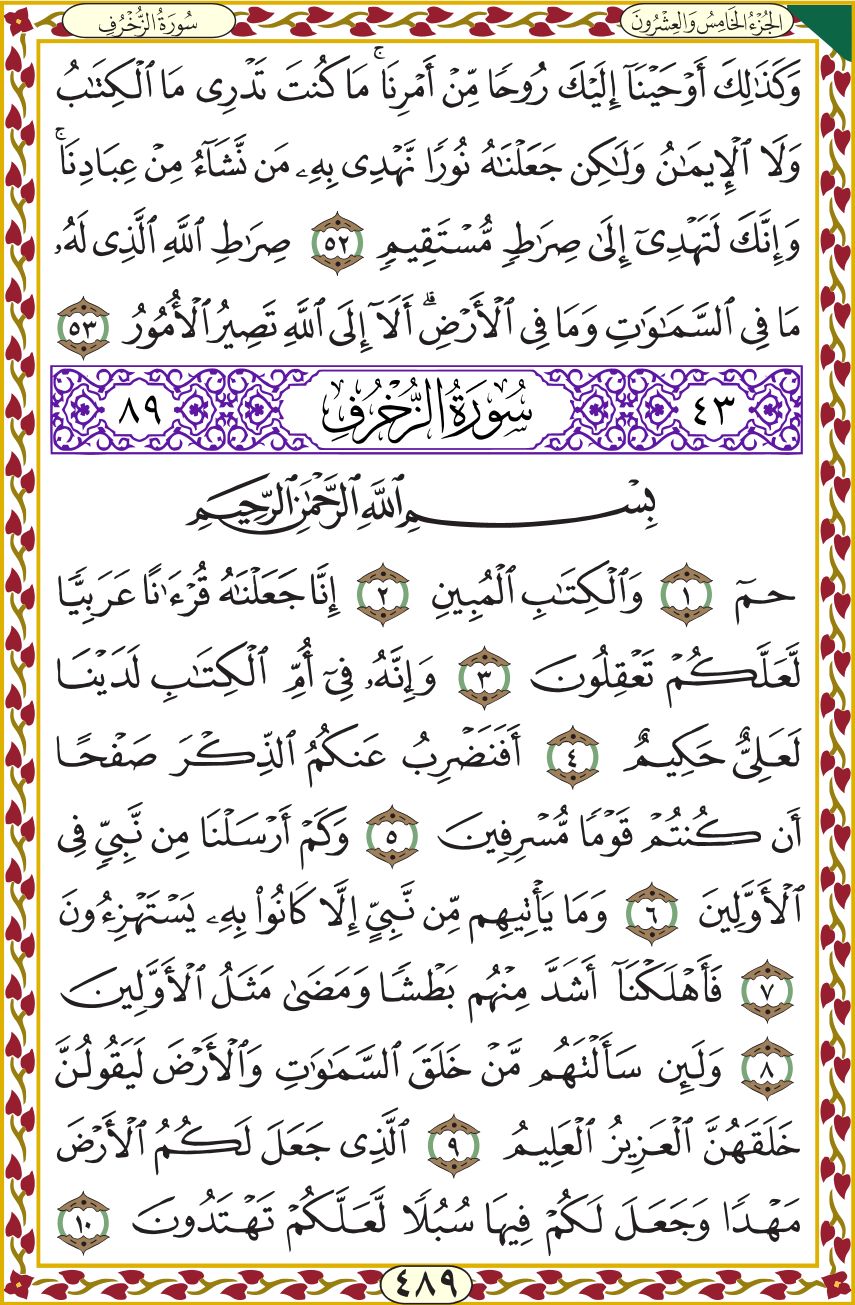 الجُزْءُ الخَامِسُ وَالعِشْرُونَ
سُورَةُ الزُّخْرُفِ
وَكَذَٰلِكَ أَوْحَيْنَآ إِلَيْكَ رُوحًا مِّنْ أَمْرِنَا ۚ مَا كُنتَ تَدْرِى مَا ٱلْكِتَٰبُ
وَلَا ٱلْإِيمَٰنُ وَلَٰكِن جَعَلْنَٰهُ نُورًا نَّهْدِى بِهِۦ مَن نَّشَآءُ مِنْ عِبَادِنَا ۚ
وَإِنَّكَ لَتَهْدِىٓ إِلَىٰ صِرَٰطٍ مُّسْتَقِيمٍ ٥٢ صِرَٰطِ ٱللَّهِ ٱلَّذِى لَهُۥ
مَا فِى ٱلسَّمَٰوَٰتِ وَمَا فِى ٱلْأَرْضِ ۗ أَلَآ إِلَى ٱللَّهِ تَصِيرُ ٱلْأُمُورُ ٥٣
٤٣ سُورَةُ الزُّخْرُفِ ٨٩
بِسْمِ ٱللَّهِ ٱلرَّحْمَٰنِ ٱلرَّحِيمِ
حمٓ ١ وَٱلْكِتَٰبِ ٱلْمُبِينِ ٢ إِنَّا جَعَلْنَٰهُ قُرْءَٰنًا عَرَبِيًّا
لَّعَلَّكُمْ تَعْقِلُونَ ٣ وَإِنَّهُۥ فِىٓ أُمِّ ٱلْكِتَٰبِ لَدَيْنَا
لَعَلِىٌّ حَكِيمٌ ٤ أَفَنَضْرِبُ عَنكُمُ ٱلذِّكْرَ صَفْحًا
أَن كُنتُمْ قَوْمًا مُّسْرِفِينَ ٥ وَكَمْ أَرْسَلْنَا مِن نَّبِىٍّ فِى
ٱلْأَوَّلِينَ ٦ وَمَا يَأْتِيهِم مِّن نَّبِىٍّ إِلَّا كَانُوا۟ بِهِۦ يَسْتَهْزِءُونَ
٧ فَأَهْلَكْنَآ أَشَدَّ مِنْهُم بَطْشًا وَمَضَىٰ مَثَلُ ٱلْأَوَّلِينَ
٨ وَلَئِن سَأَلْتَهُم مَّنْ خَلَقَ ٱلسَّمَٰوَٰتِ وَٱلْأَرْضَ لَيَقُولُنَّ
خَلَقَهُنَّ ٱلْعَزِيزُ ٱلْعَلِيمُ ٩ ٱلَّذِى جَعَلَ لَكُمُ ٱلْأَرْضَ
مَهْدًا وَجَعَلَ لَكُمْ فِيهَا سُبُلًا لَّعَلَّكُمْ تَهْتَدُونَ ١٠
٤٨٩